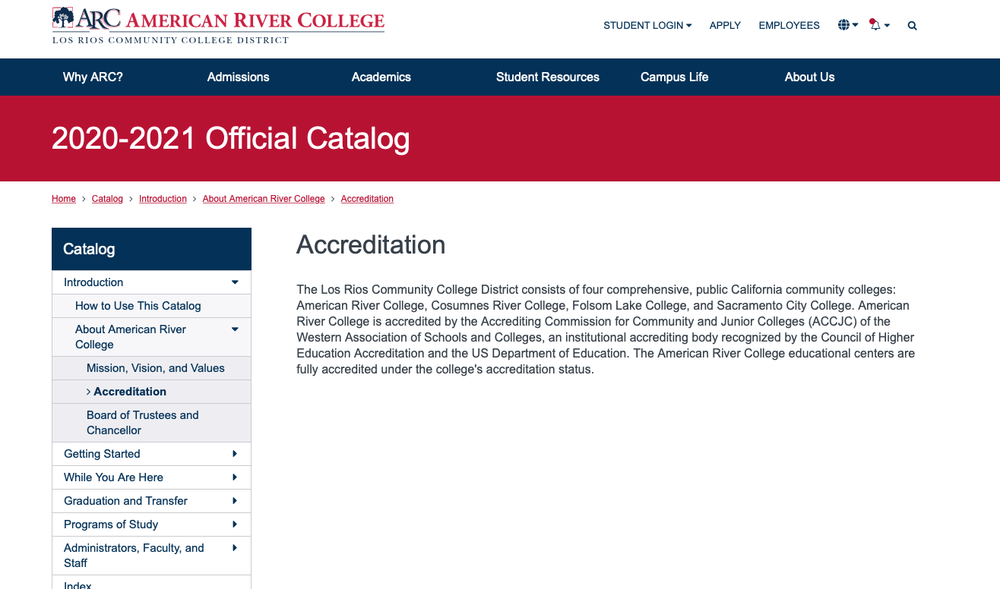 ARC AMERICAN RIVER COLLEGE
LOS RIOS COMMUNITY COLLEGE DISTRICT
STUDENT LOGIN APPLY EMPLOYEES
Why ARC? Admissions Academics Student Resources Campus Life About Us
2020-2021 Official Catalog
Home > Catalog > Introduction > About American River College > Accreditation
Catalog
Introduction
How to Use This Catalog
About American River
College
Mission, Vision, and Values
> Accreditation
Board of Trustees and
Chancellor
Getting Started
While You Are Here
Graduation and Transfer
Programs of Study
Administrators, Faculty, and
Staff
Index
Accreditation
The Los Rios Community College District consists of four comprehensive, public California community colleges:
American River College, Cosumnes River College, Folsom Lake College, and Sacramento City College. American
River College is accredited by the Accrediting Commission for Community and Junior Colleges (ACCJC) of the
Western Association of Schools and Colleges, an institutional accrediting body recognized by the Council of Higher
Education Accreditation and the US Department of Education. The American River College educational centers are
fully accredited under the college's accreditation status.